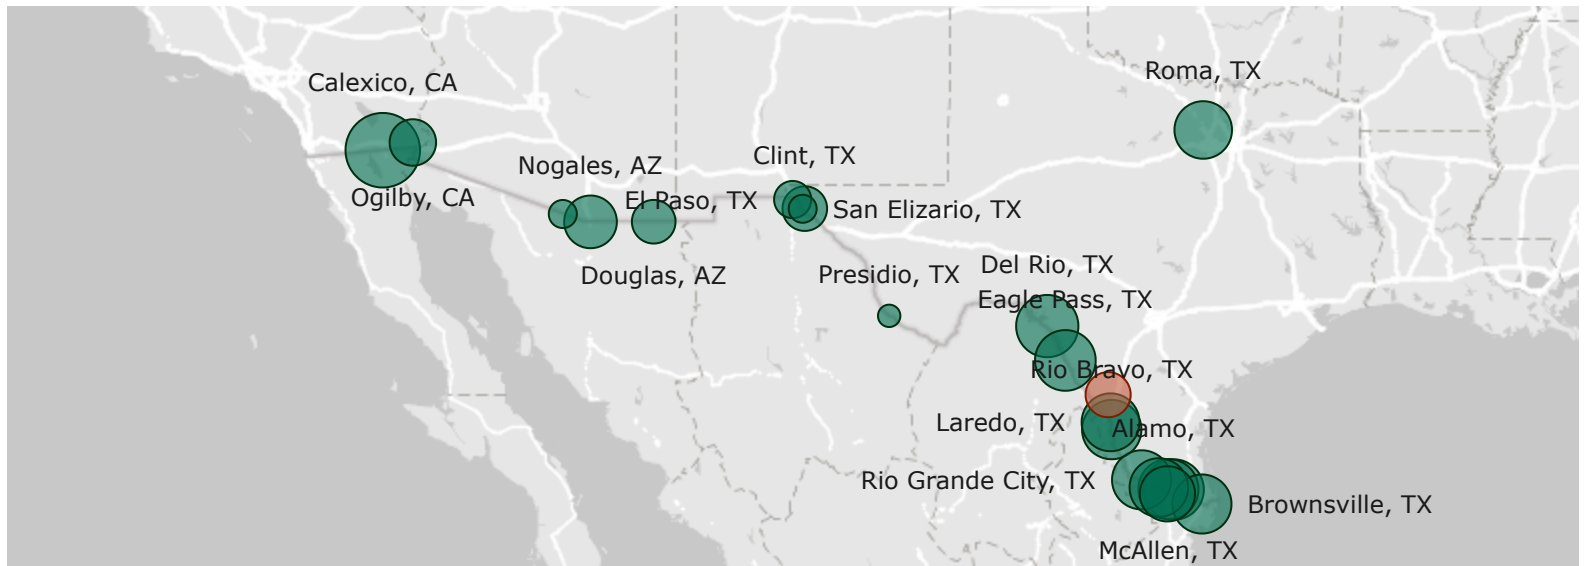 Roma, TX
Calexico, CA
Clint, TX
Nogales, AZ
Ogilby, CA
El Paso, TX
San Elizario, TX
Del Rio, TX
Douglas, AZ
Presidio, TX
Eagle Pass, TX
Rio Bravo, TX
Laredo, TX
Alamo, TX
Rio Grande City, TX
Brownsville, TX
McAllen, TX